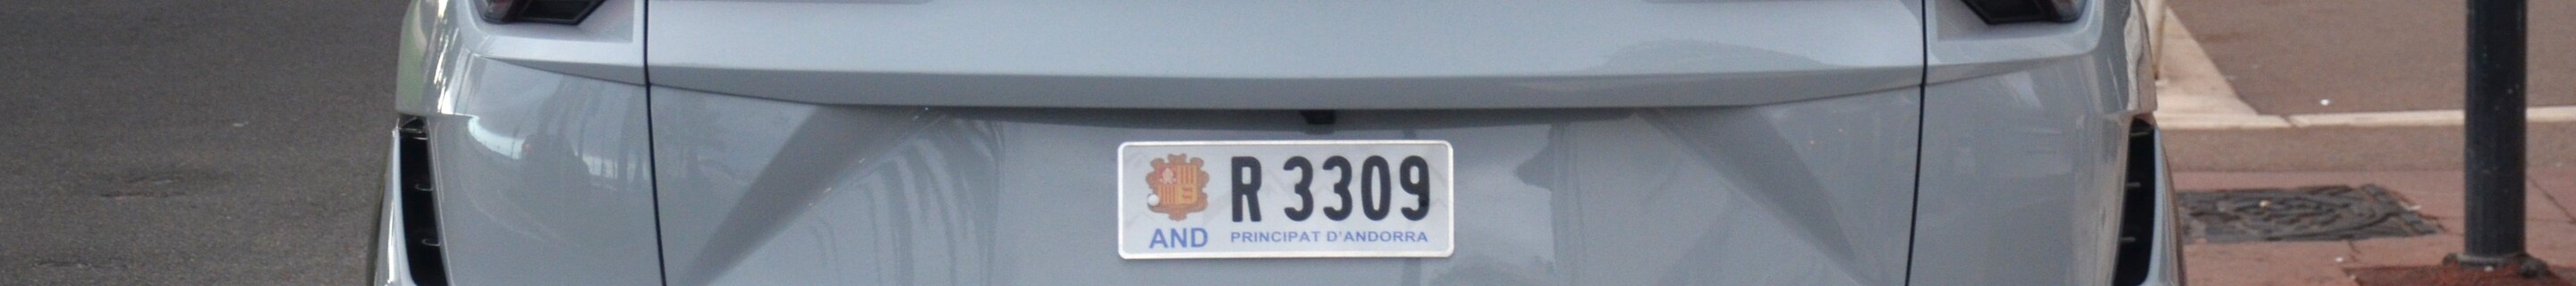 R 3309
AND PRINCIPAT D'ANDORRA